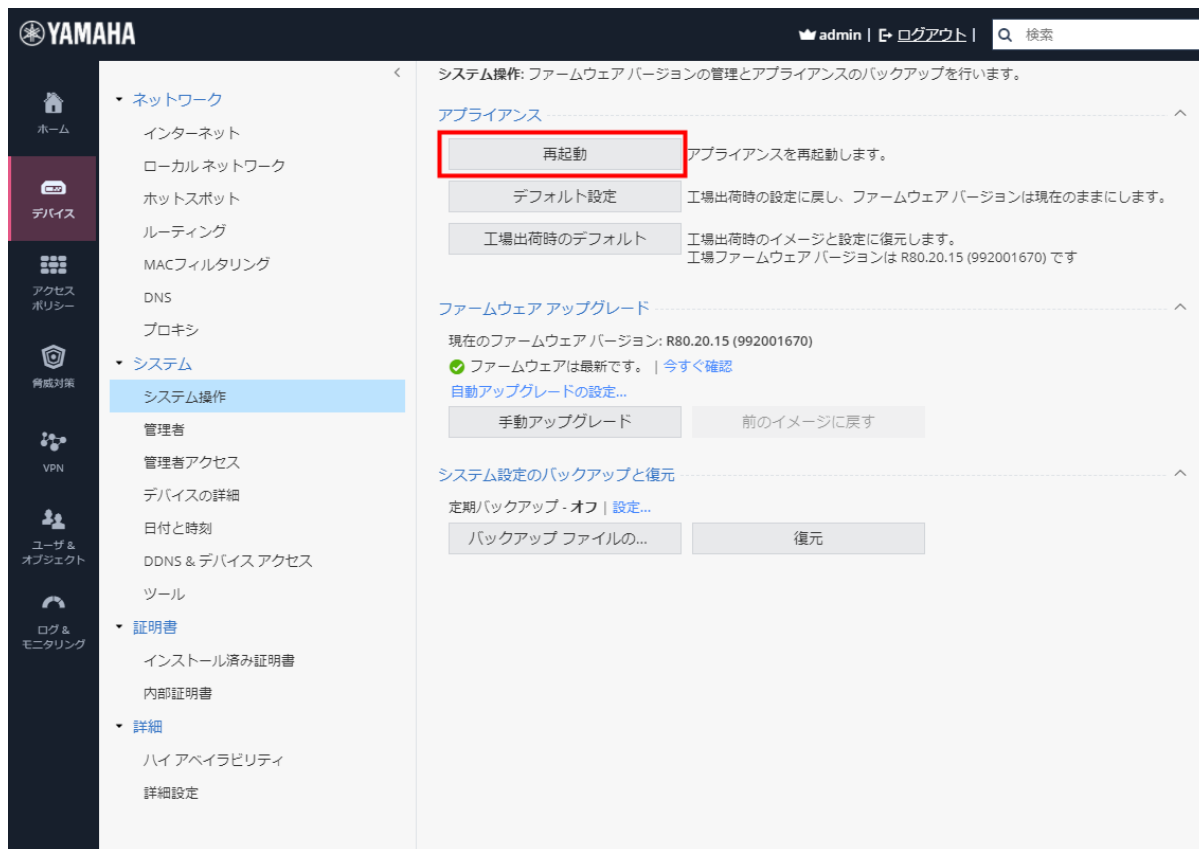 YAMAHA
admin | ログアウト |
検索
ホーム
デバイス
アクセス
ポリシー
脅威対策
VPN
ユーザ &
オブジェクト
ログ &
モニタリング
ネットワーク
インターネット
ローカル ネットワーク
ホットスポット
ルーティング
MACフィルタリング
DNS
プロキシ
システム
システム操作
管理者
管理者アクセス
デバイスの詳細
日付と時刻
DDNS & デバイス アクセス
ツール
証明書
インストール済み証明書
内部証明書
詳細
ハイ アベイラビリティ
詳細設定
システム操作: ファームウェア バージョンの管理とアプライアンスのバックアップを行います。
アプライアンス
再起動 アプライアンスを再起動します。
デフォルト設定 工場出荷時の設定に戻し、ファームウェア バージョンは現在のままにします。
工場出荷時のデフォルト 工場出荷時のイメージと設定に復元します。
工場ファームウェア バージョンは R80.20.15 (992001670) です
ファームウェア アップグレード
現在のファームウェア バージョン: R80.20.15 (992001670)
ファームウェアは最新です。 | 今すぐ確認
自動アップグレードの設定...
手動アップグレード 前のイメージに戻す
システム設定のバックアップと復元
定期バックアップ - オフ | 設定...
バックアップ ファイルの... 復元